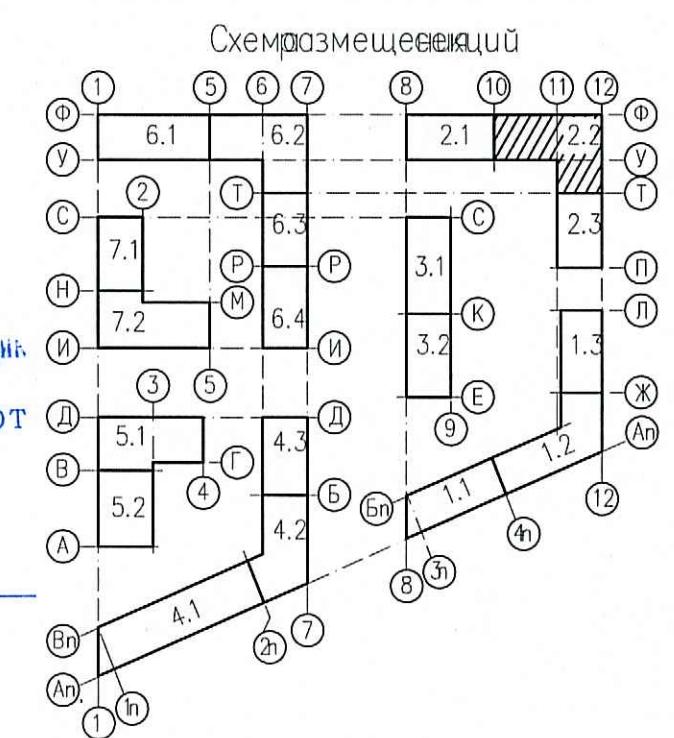 Схема размещения секций
1 5 6 7 8 10 11 12
Ф 6.1 6.2 2.1 2.2 Ф
У У
2 Т Т
С 7.1 6.3 С 2.3
Р Р 3.1 П
Н М К Л
7.2 6.4 3.2 1.3
И И
3 5 Е Ж
Д 5.1 4.3 Д 9 Ап
Г 1.2
В 4 Б Бп 1.1 12
5.2 4.2 4п
А 8 3п
Вп 4.1 2п 7
Ап 1п
1
от